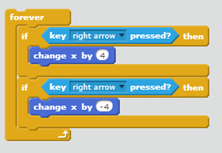 forever
if key right arrow pressed? then
change x by 4
if key right arrow pressed? then
change x by -4